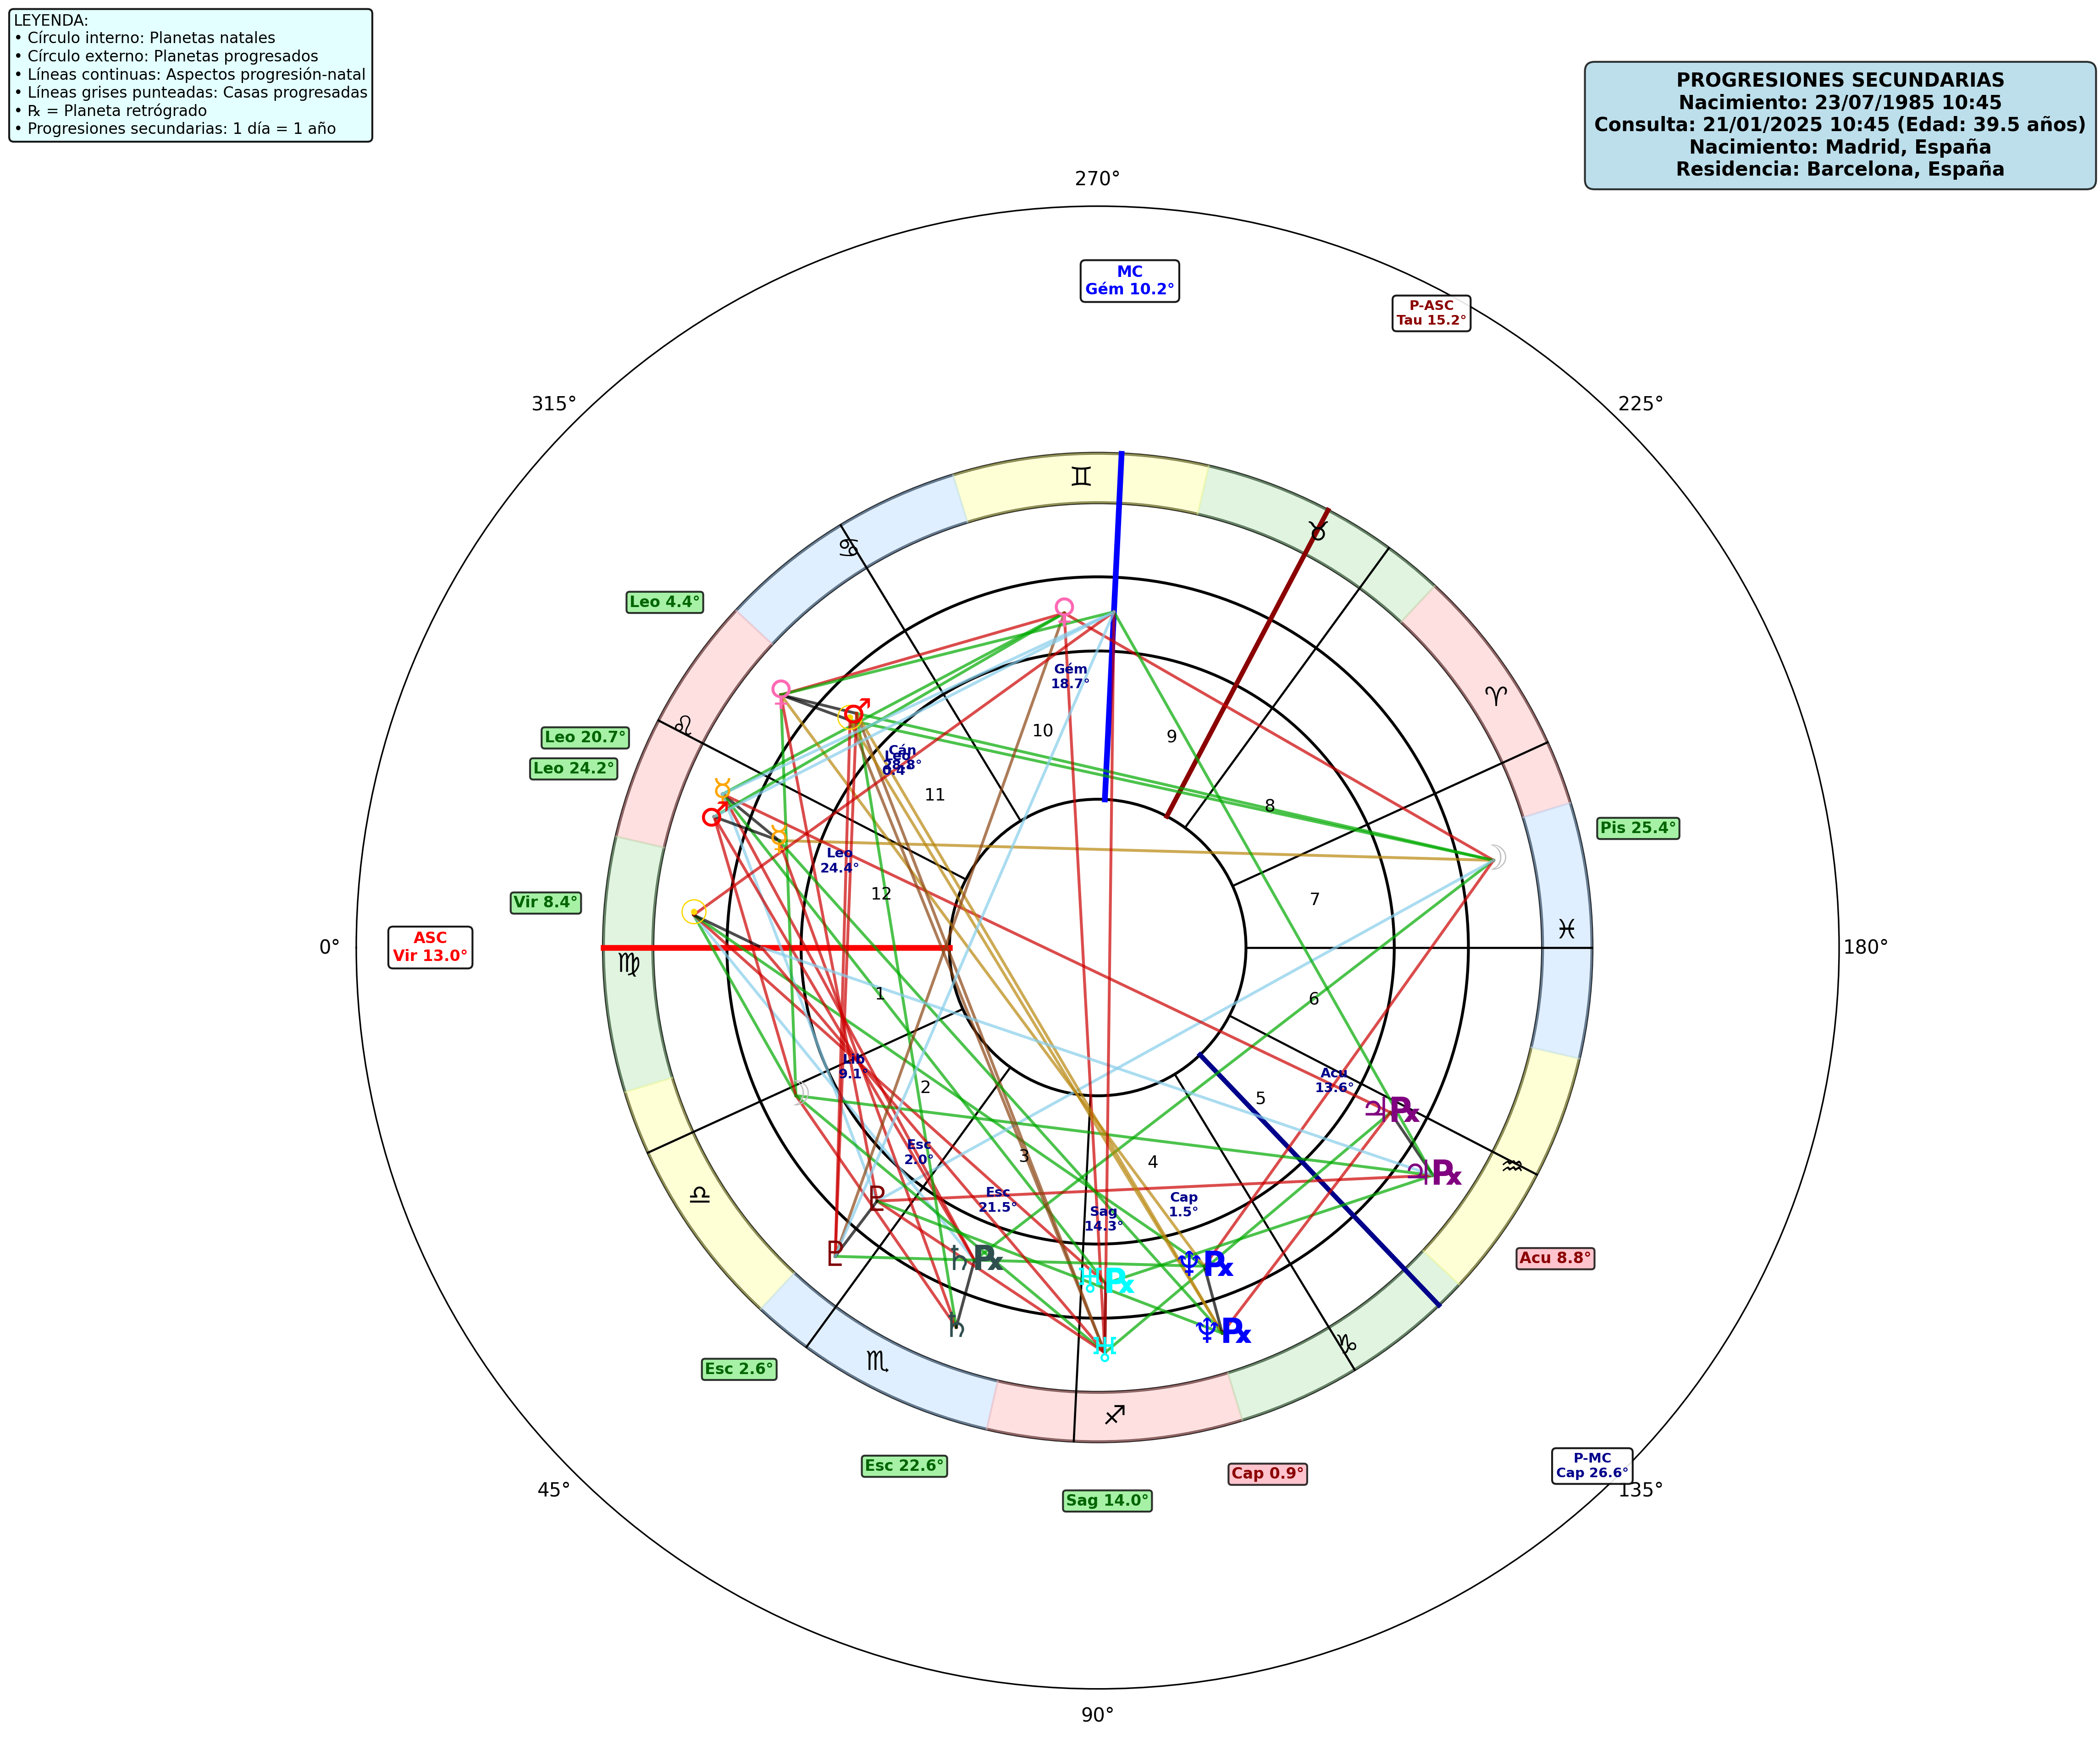 LEYENDA:
• Círculo interno: Planetas natales
• Círculo externo: Planetas progresados
• Líneas continuas: Aspectos progresión-natal
• Líneas grises punteadas: Casas progresadas
• ℞ = Planeta retrógrado
• Progresiones secundarias: 1 día = 1 año
PROGRESIONES SECUNDARIAS
Nacimiento: 23/07/1985 10:45
Consulta: 21/01/2025 10:45 (Edad: 39.5 años)
Nacimiento: Madrid, España
Residencia: Barcelona, España
270°
MC
Gém 10.2°
P-ASC
Tau 15.2°
315°
225°
♊
♉
♋
Leo 4.4°
♀
Gém
18.7°
♀
♂
♈
♌
10
9
Leo 20.7°
Cán
Leo
0.4°
Leo 24.2°
☿
11
8
♂
☿
Pis 25.4°
☽
Leo
24.4°
12
7
Vir 8.4°
☉
0°
ASC
Vir 13.0°
180°
♓
♍
1
6
Lib
9.1°
2
5
Acu
13.6°
☽
♃℞
Esc
2.0°
3
4
♒
♃℞
♎
Esc
21.5°
Cap
1.5°
Sag
14.3°
♇
♇
♄℞
♅℞
♆℞
Acu 8.8°
♄
♅
♆℞
♑
Esc 2.6°
♏
♐
Esc 22.6°
Cap 0.9°
P-MC
Cap 26.6°
45°
135°
Sag 14.0°
90°